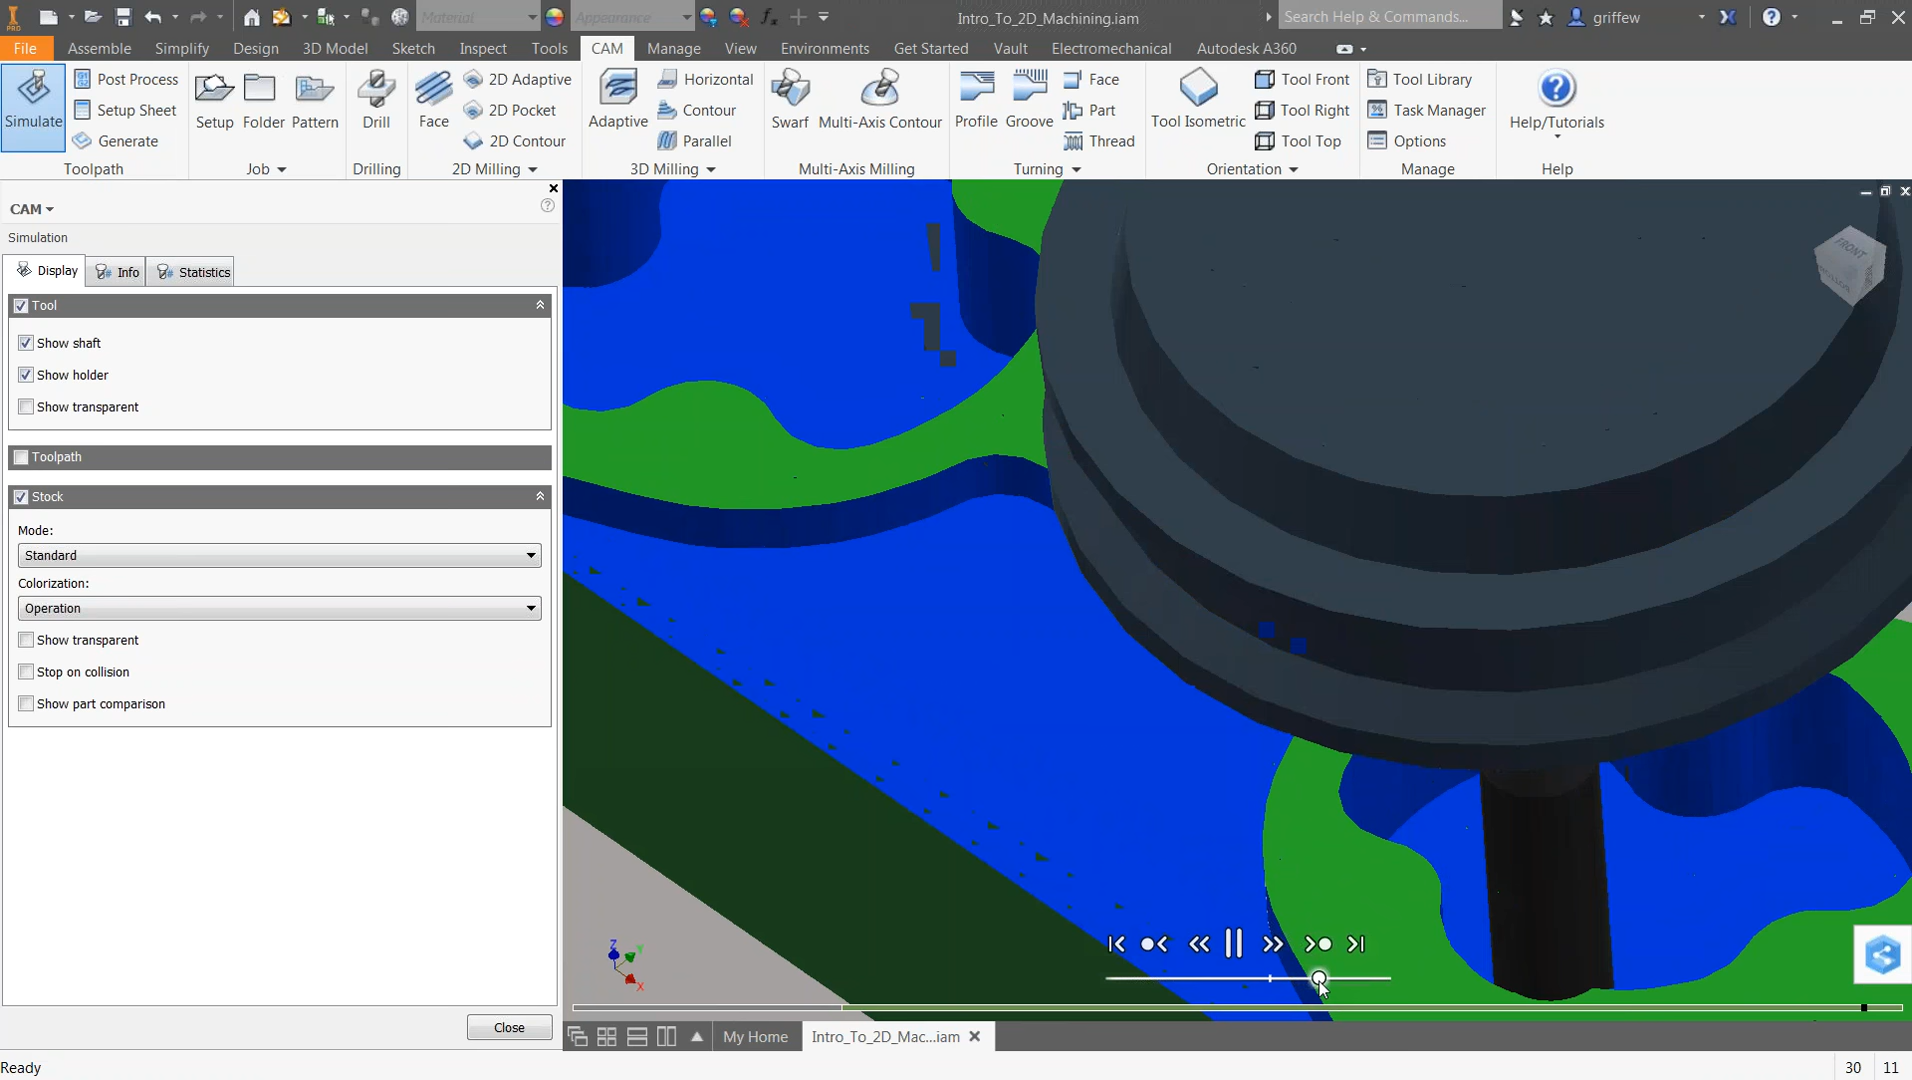 PRO
Material
Appearance
Intro_To_2D_Machining.iam
Search Help & Commands...
griffew
File
Assemble
Simplify
Design
3D Model
Sketch
Inspect
Tools
CAM
Manage
View
Environments
Get Started
Vault
Electromechanical
Autodesk A360
Simulate
Post Process
Setup Sheet
Generate
Toolpath
Setup
Folder
Pattern
Job
Drill
Drilling
Face
2D Adaptive
2D Pocket
2D Contour
2D Milling
Adaptive
Horizontal
Contour
Parallel
3D Milling
Swarf
Multi-Axis Contour
Multi-Axis Milling
Profile
Groove
Face
Part
Thread
Turning
Tool Isometric
Tool Front
Tool Right
Tool Top
Orientation
Tool Library
Task Manager
Options
Manage
Help/Tutorials
Help
CAM
Simulation
Display
Info
Statistics
Tool
Show shaft
Show holder
Show transparent
Toolpath
Stock
Mode:
Standard
Colorization:
Operation
Show transparent
Stop on collision
Show part comparison
Close
FRONT
Z
Y
X
My Home
Intro_To_2D_Mac...iam
Ready
30
11